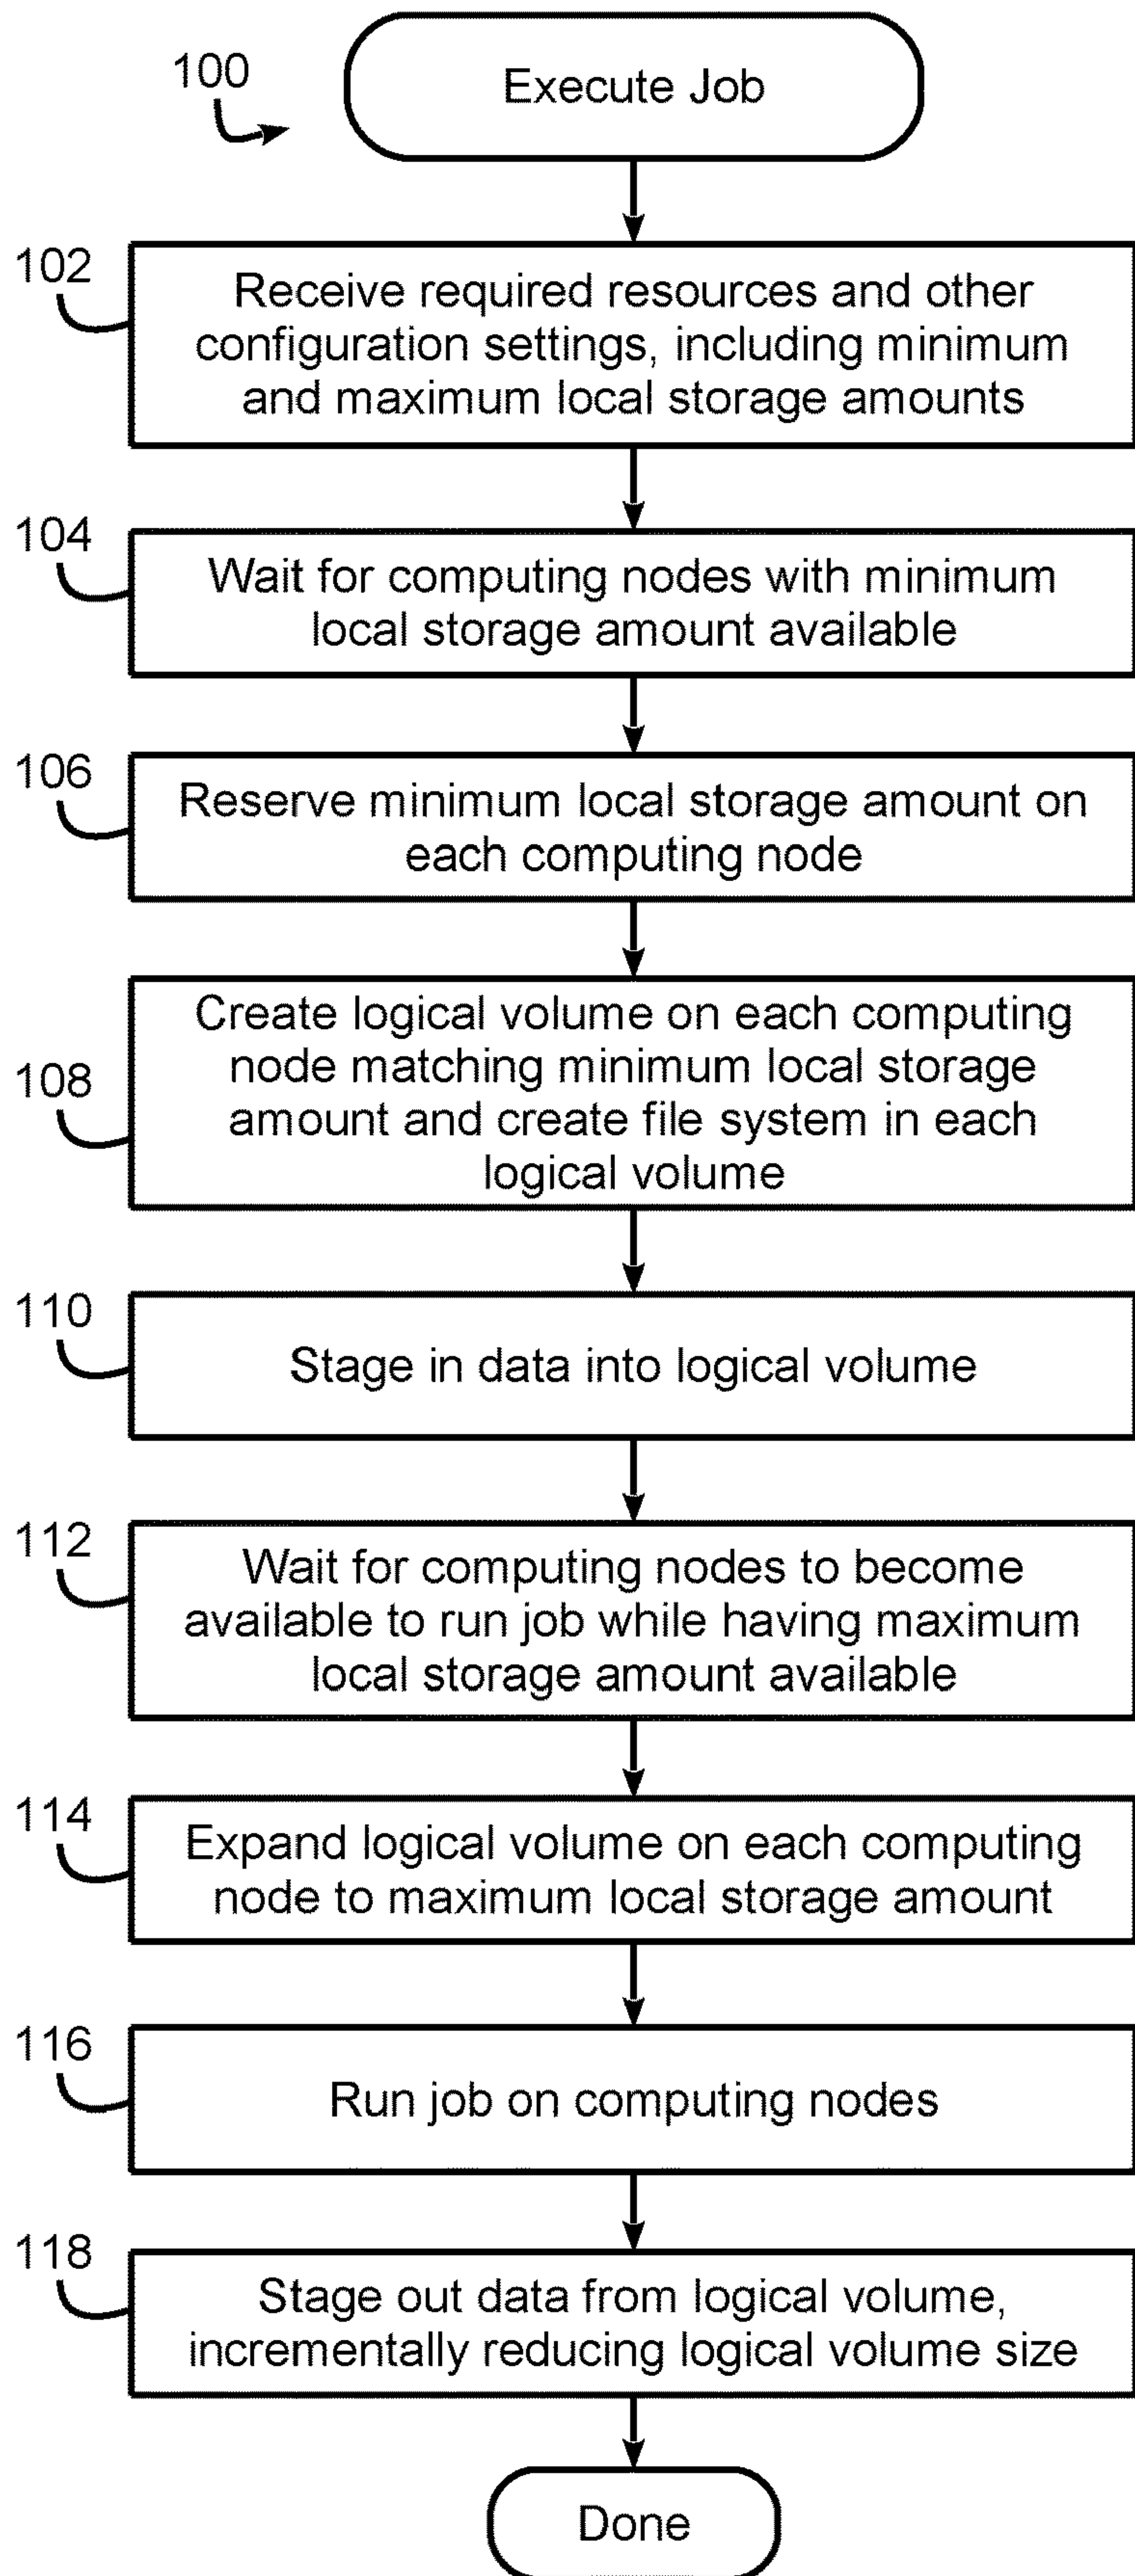 100
Execute Job
102
Receive required resources and other
configuration settings, including minimum
and maximum local storage amounts
104
Wait for computing nodes with minimum
local storage amount available
106
Reserve minimum local storage amount on
each computing node
108
Create logical volume on each computing
node matching minimum local storage
amount and create file system in each
logical volume
110
Stage in data into logical volume
112
Wait for computing nodes to become
available to run job while having maximum
local storage amount available
114
Expand logical volume on each computing
node to maximum local storage amount
116
Run job on computing nodes
118
Stage out data from logical volume,
incrementally reducing logical volume size
Done